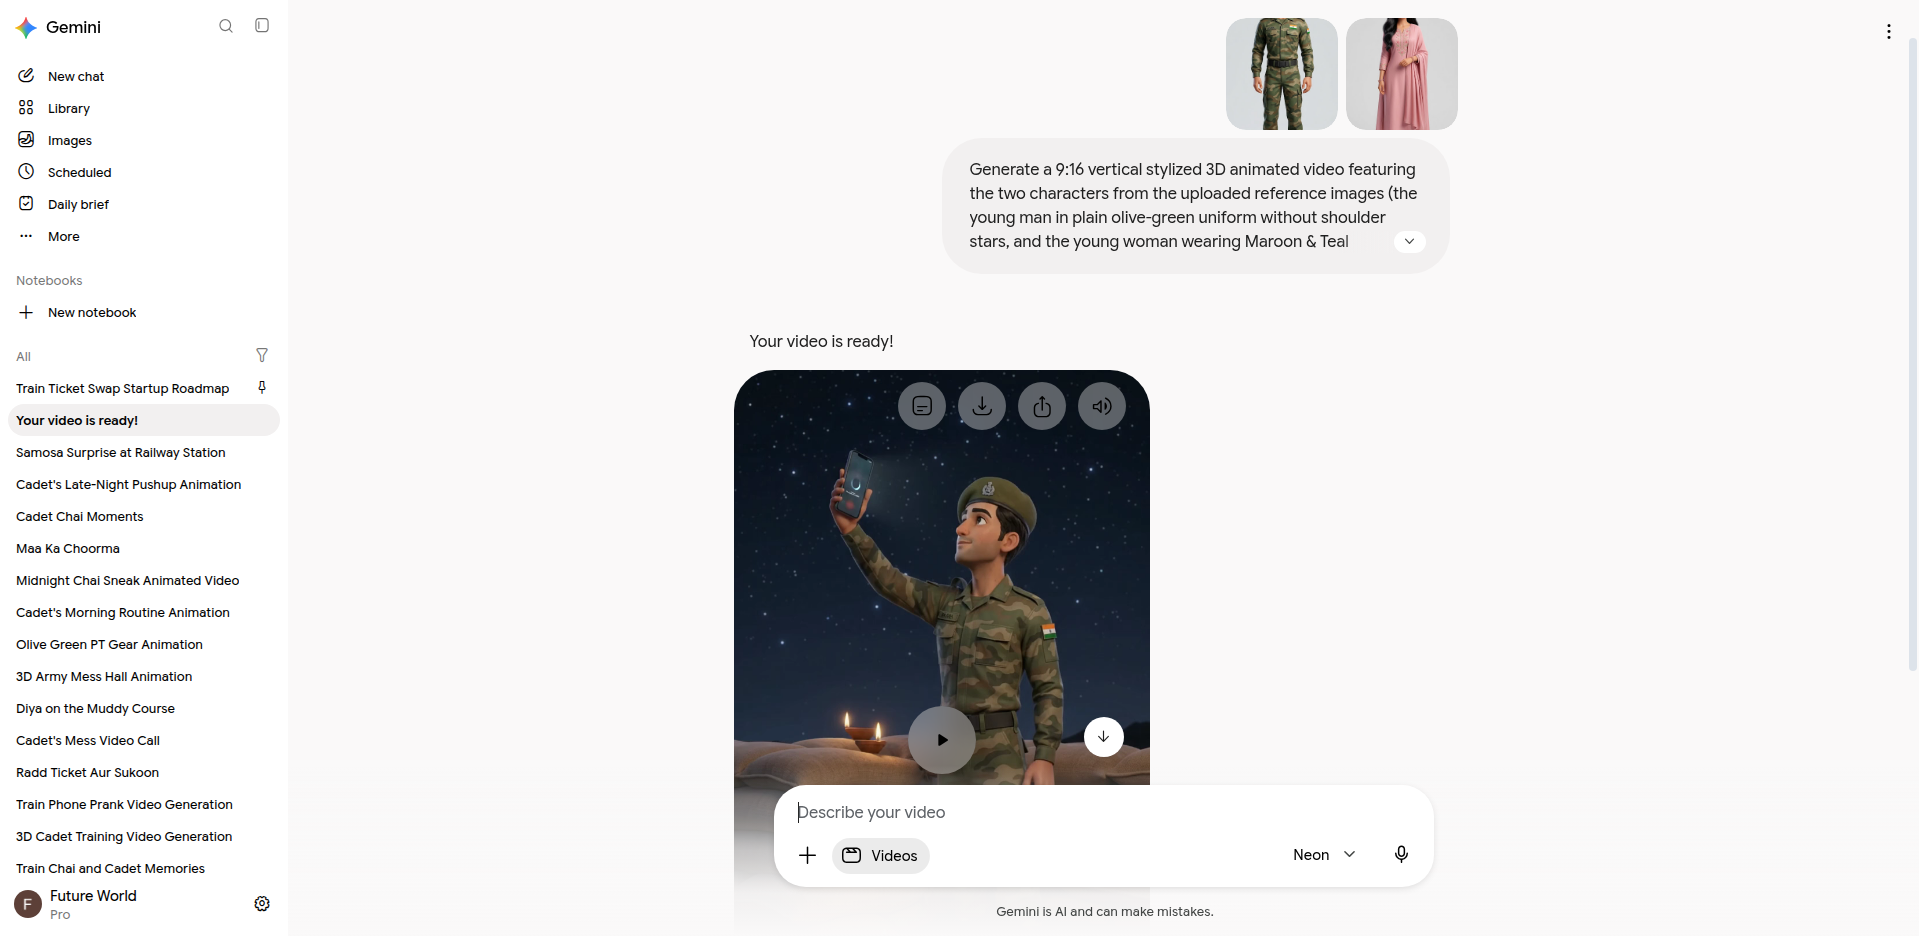 Gemini
New chat
Library
Images
Scheduled
Daily brief
More
Notebooks
New notebook
All
Train Ticket Swap Startup Roadmap
Your video is ready!
Samosa Surprise at Railway Station
Cadet's Late-Night Pushup Animation
Cadet Chai Moments
Maa Ka Choorma
Midnight Chai Sneak Animated Video
Cadet's Morning Routine Animation
Olive Green PT Gear Animation
3D Army Mess Hall Animation
Diya on the Muddy Course
Cadet's Mess Video Call
Radd Ticket Aur Sukoon
Train Phone Prank Video Generation
3D Cadet Training Video Generation
Train Chai and Cadet Memories
F
Future World
Pro
Generate a 9:16 vertical stylized 3D animated video featuring
the two characters from the uploaded reference images (the
young man in plain olive-green uniform without shoulder
stars, and the young woman wearing Maroon & Teal
Your video is ready!
Describe your video
Videos
Neon
Gemini is AI and can make mistakes.